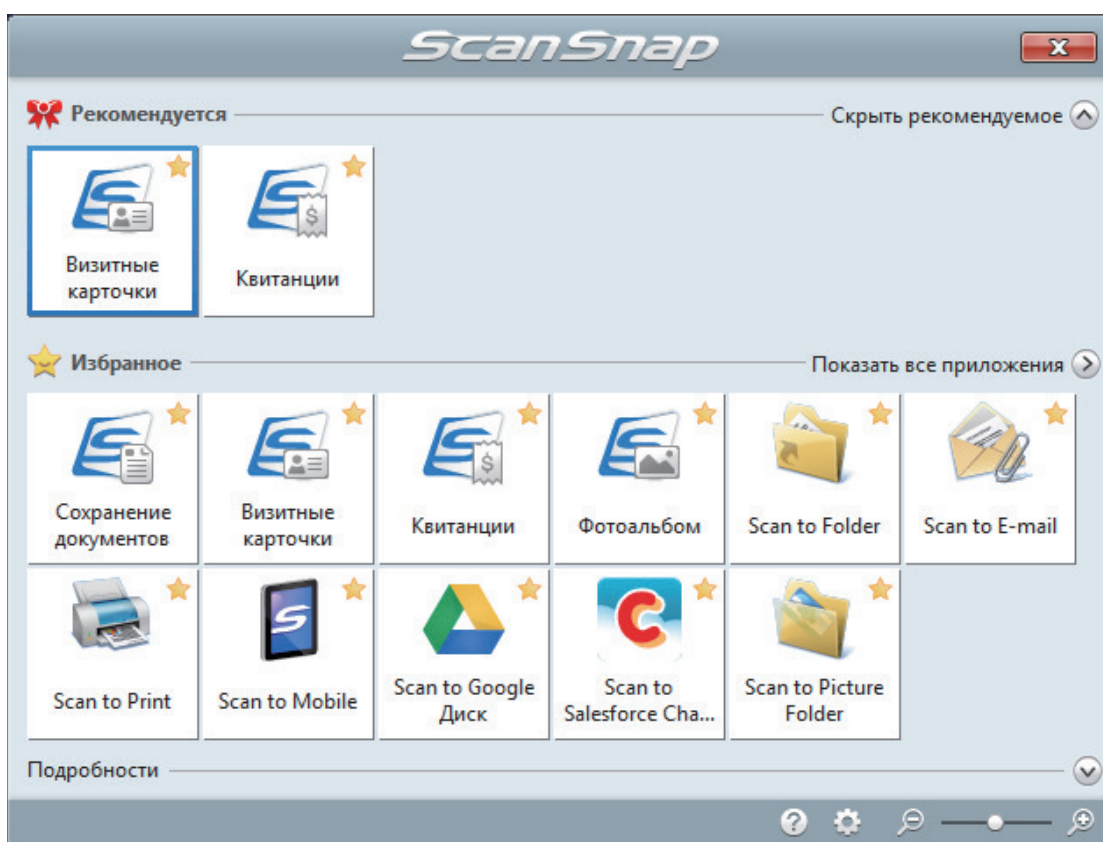 ScanSnap
Рекомендуется
Скрыть рекомендуемое
Визитные
карточки
Квитанции
Избранное
Показать все приложения
Сохранение
документов
Визитные
карточки
Квитанции
Фотоальбом
Scan to Folder
Scan to E-mail
Scan to Print
Scan to Mobile
Scan to Google
Диск
Scan to
Salesforce Cha...
Scan to Picture
Folder
Подробности